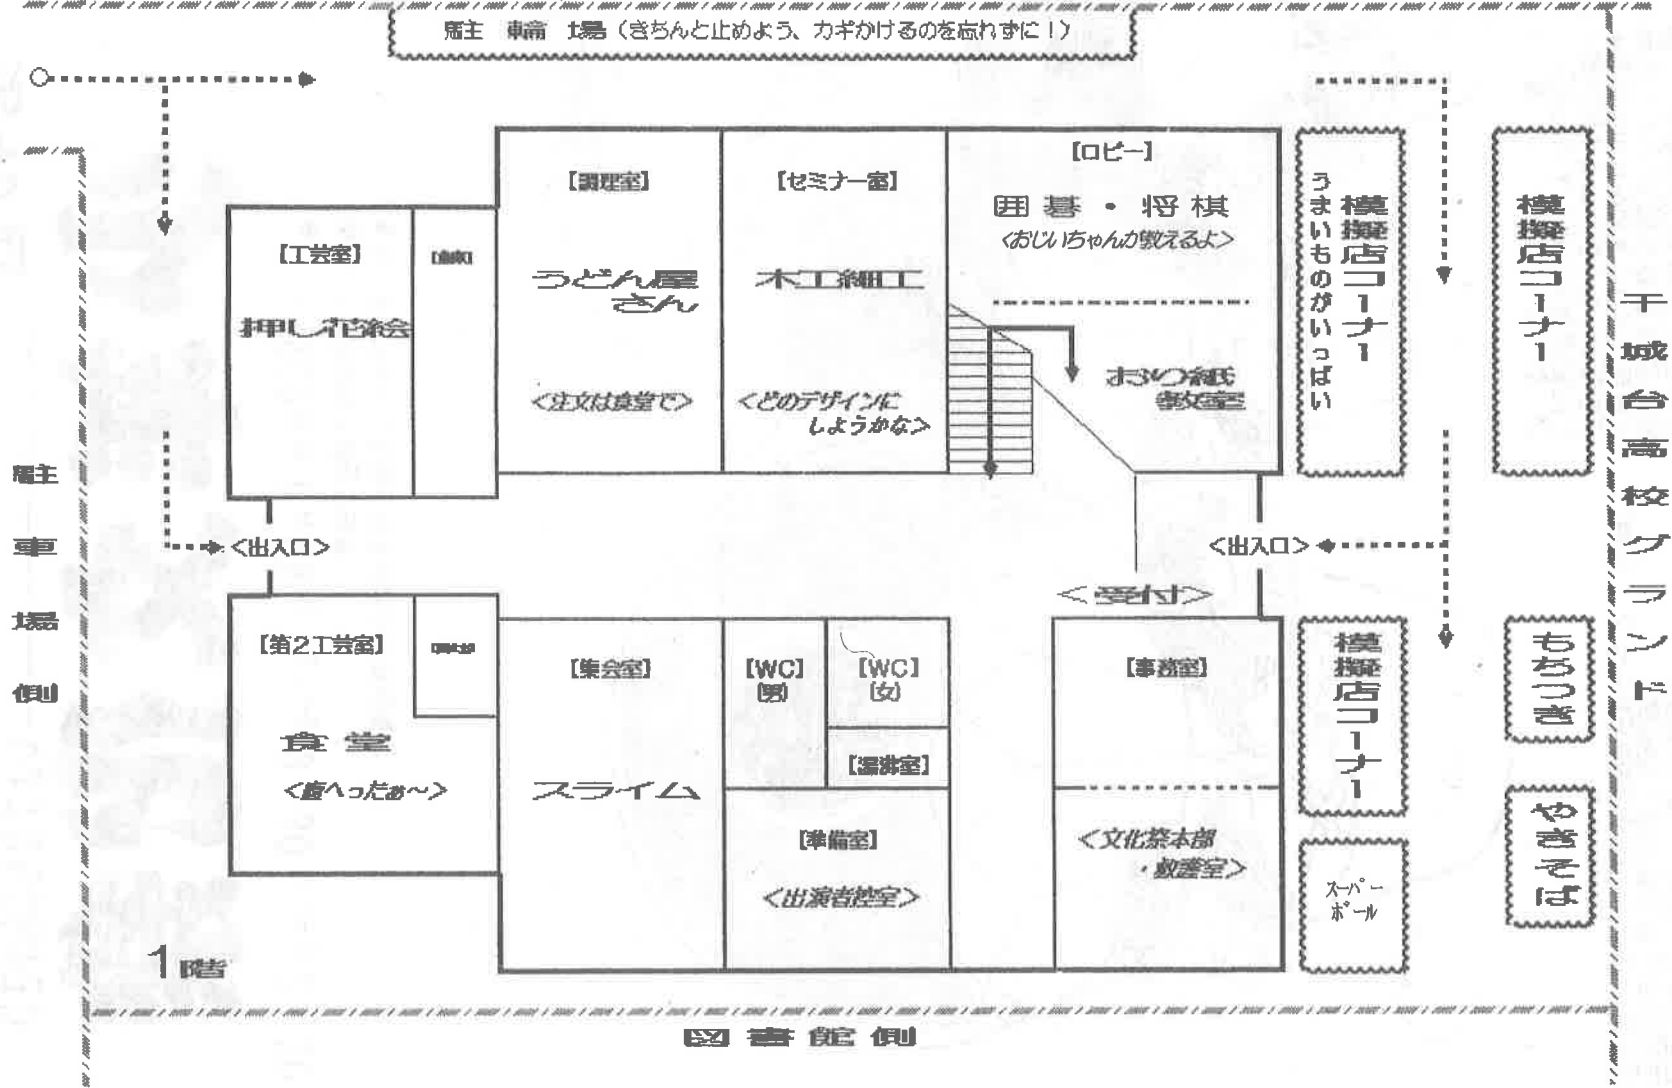 駐輪場（きちんと止めよう、カギかけるのを忘れずに！）
【調理室】
うどん屋
さん
＜注文は食堂で＞
【セミナー室】
木工細工
＜どのデザインに
しようかな＞
【ロビー】
囲碁・将棋
＜おじいちゃんが教えるよ＞
おり紙
教室
【工芸室】
押し花絵
模擬店コーナー
うまいものがいっぱい
模擬店コーナー
千城台高校グランド
駐車場側
＜出入口＞
＜出入口＞
＜受付＞
【第２工芸室】
食堂
＜腹へったぁ～＞
【集会室】
スライム
【WC】
(男)
【WC】
(女)
【湯沸室】
【準備室】
＜出演者控室＞
【事務室】
＜文化祭本部
・救護室＞
模擬店コーナー
もちつき
スーパー
ボール
やきそば
1階
図書館側